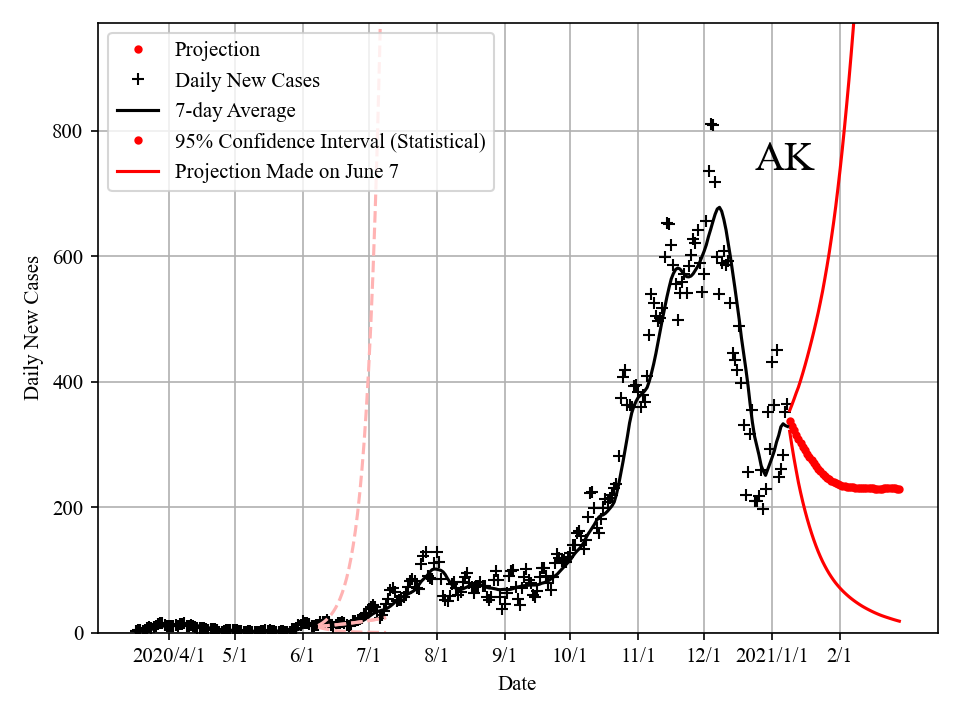 Projection
Daily New Cases
7-day Average
95% Confidence Interval (Statistical)
Projection Made on June 7
AK
800
600
400
200
0
Daily New Cases
2020/4/1 5/1 6/1 7/1 8/1 9/1 10/1 11/1 12/1 2021/1/1 2/1
Date